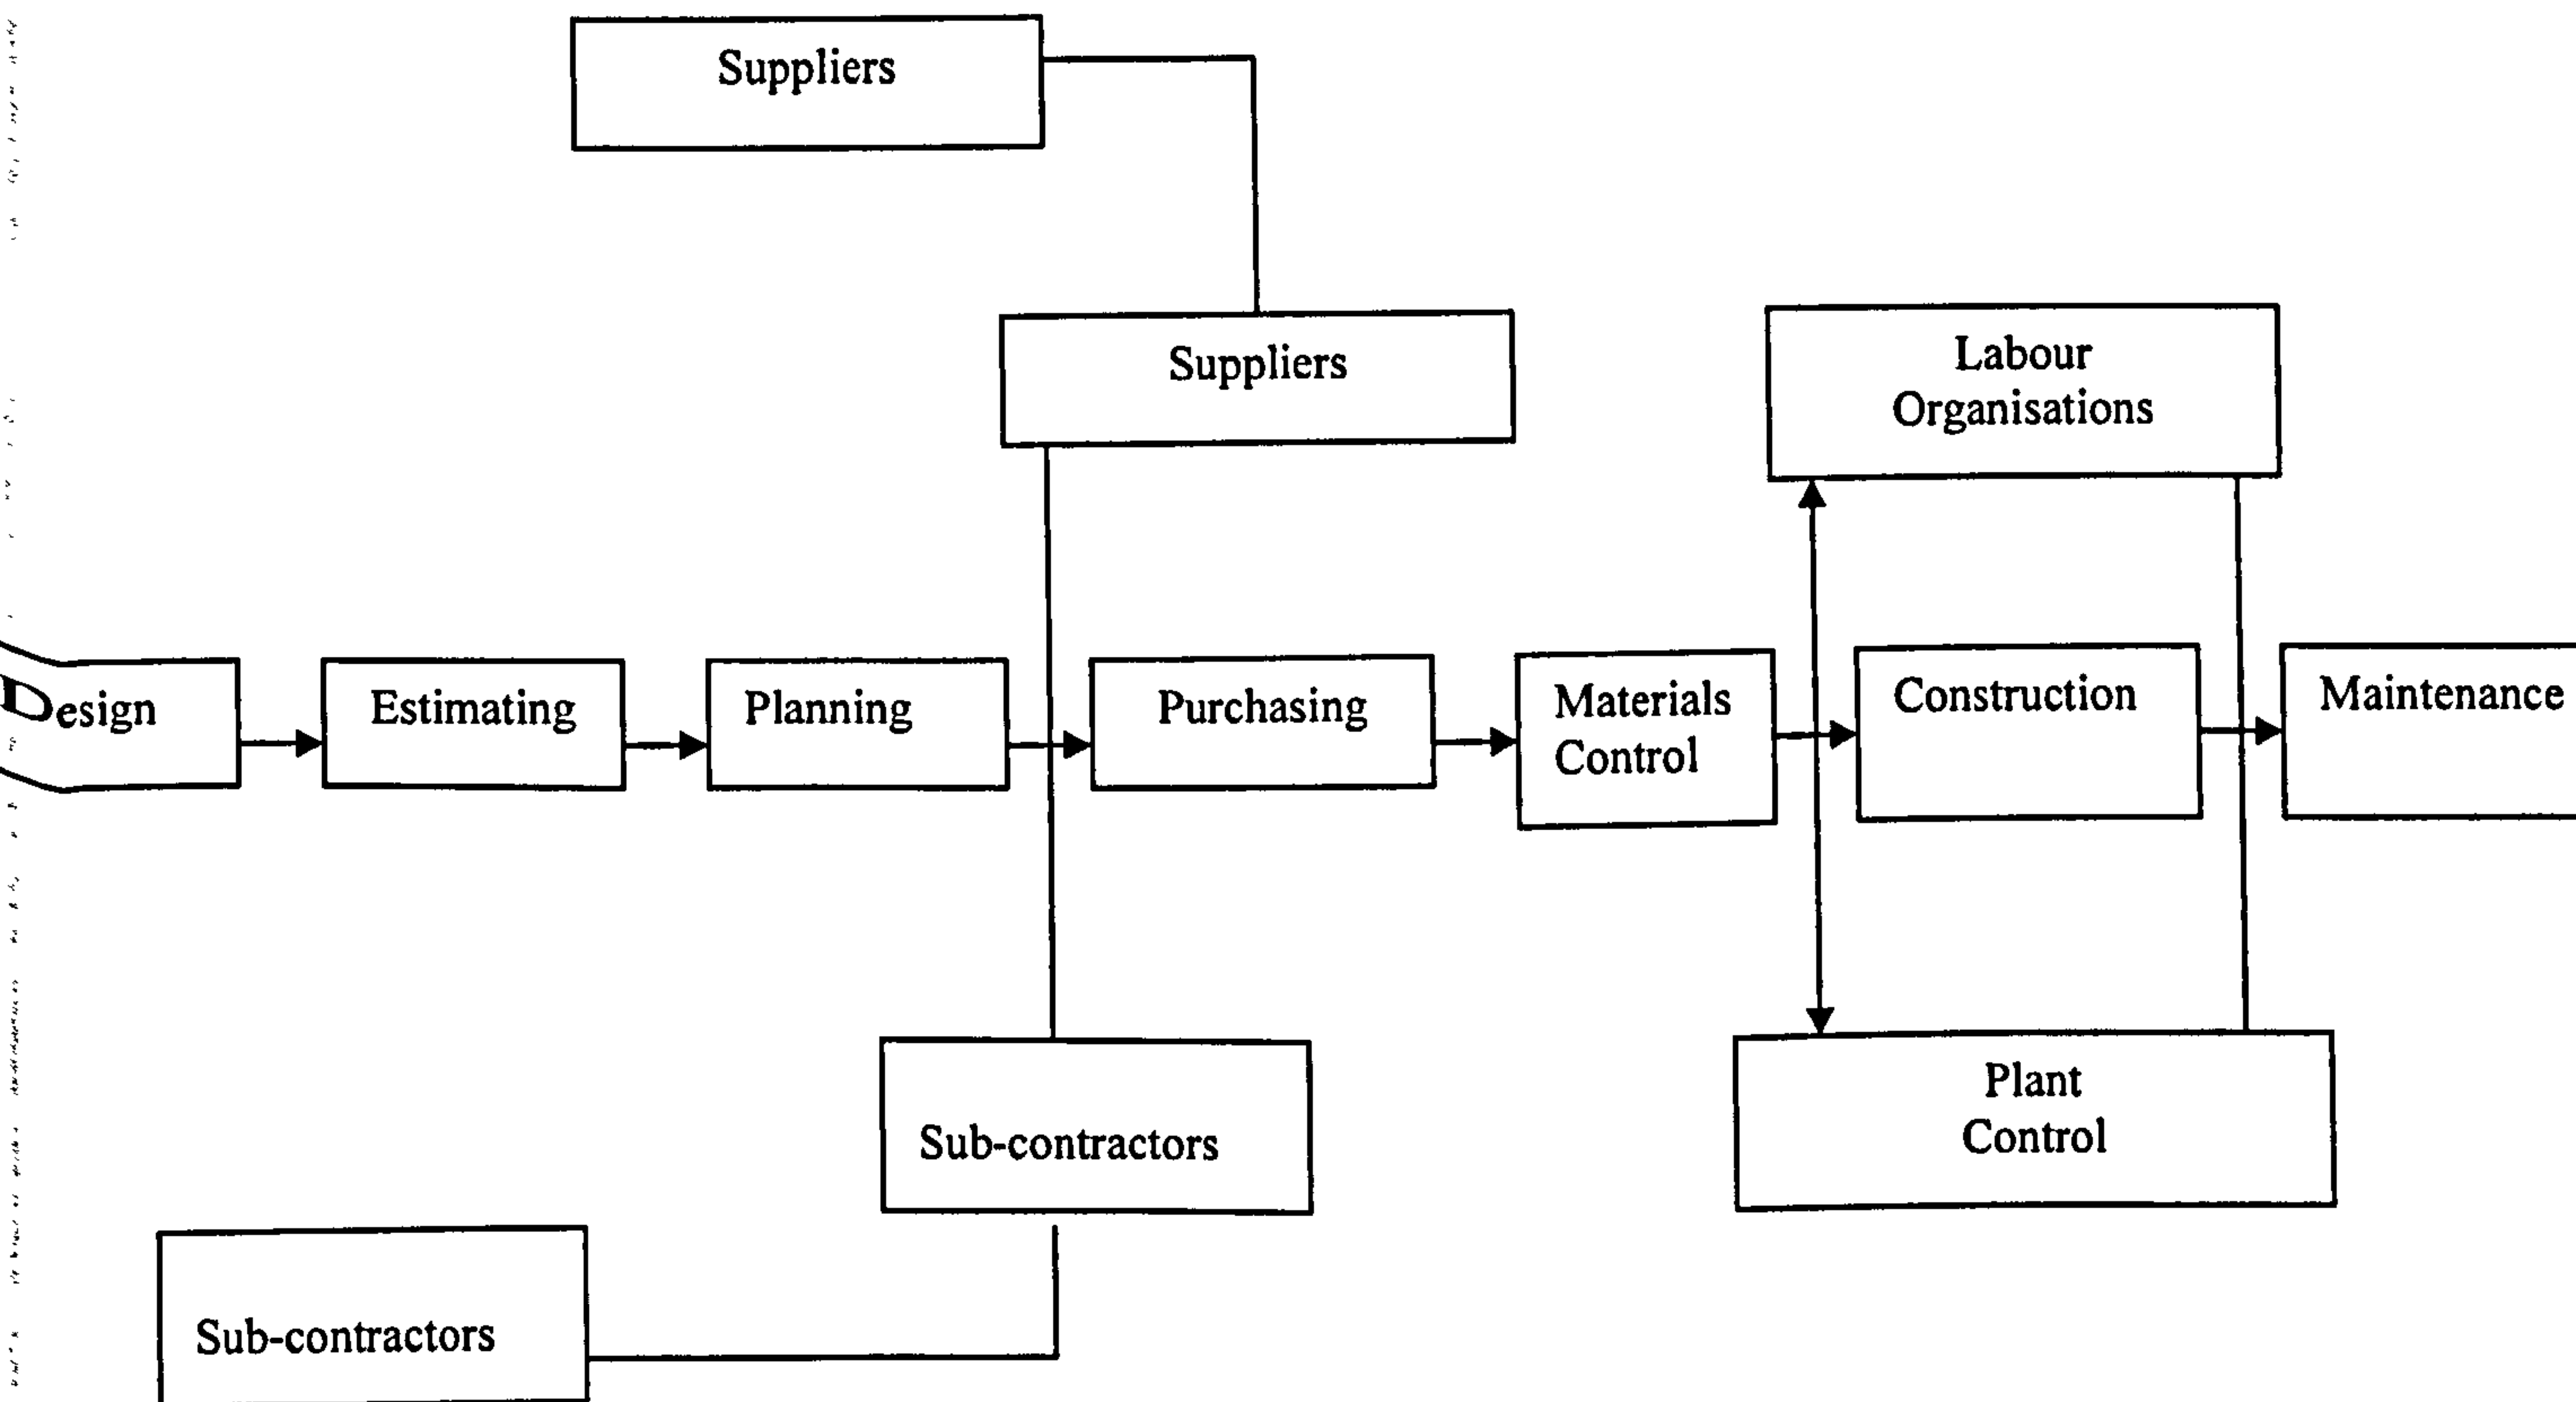 Suppliers
Suppliers
Labour
Organisations
Design
Estimating
Planning
Purchasing
Materials
Control
Construction
Maintenance
Sub-contractors
Plant
Control
Sub-contractors